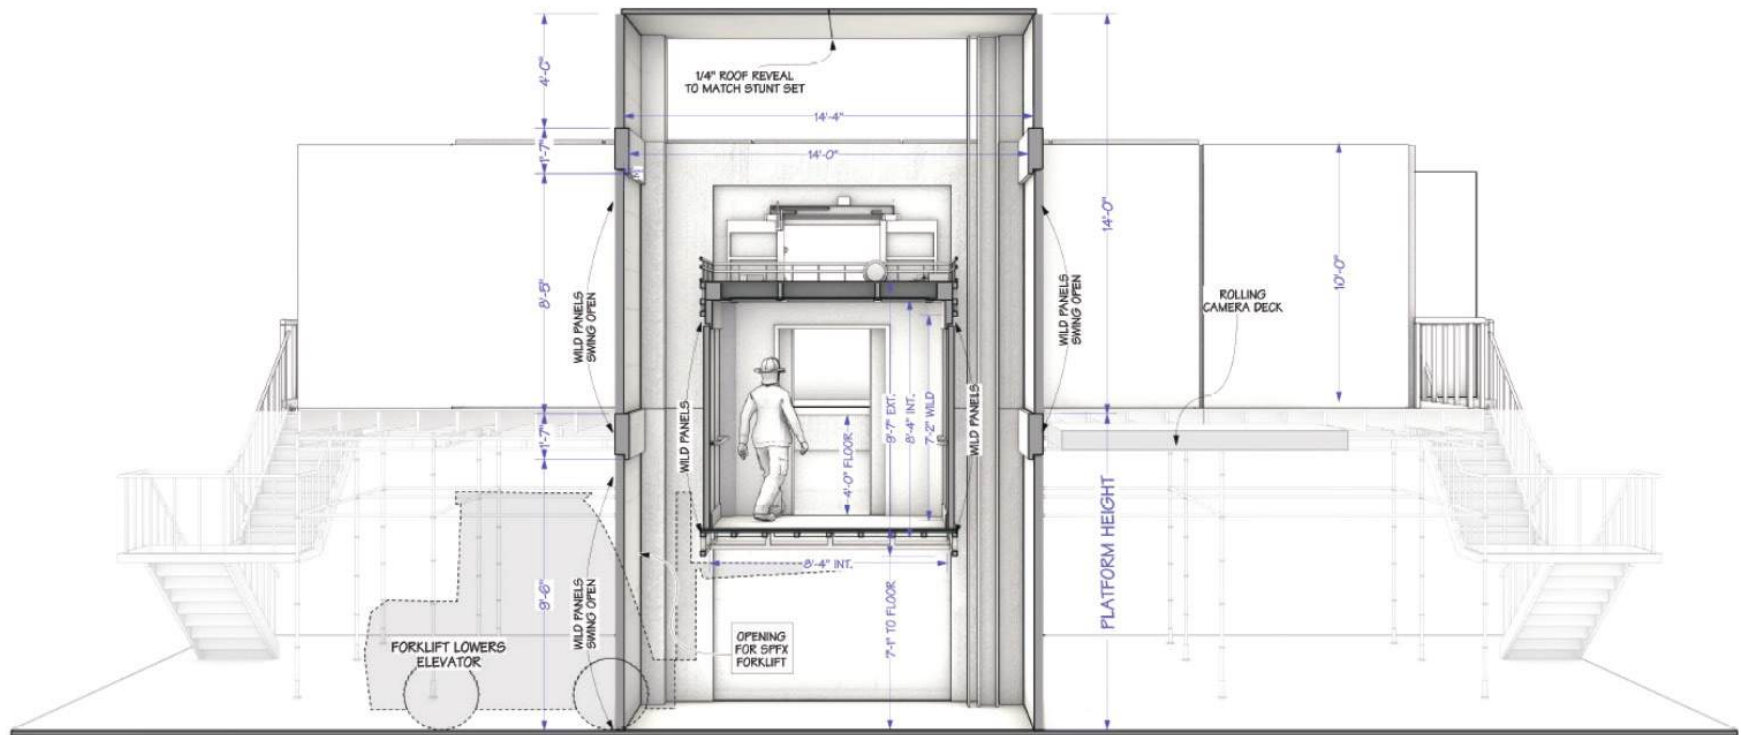 1/4" ROOF REVEAL
TO MATCH STUNT SET
14'-4"
14'-0"
4'-0"
1'-7"
8'-5"
1'-7"
9'-6"
WILD PANELS
SWING OPEN
WILD PANELS
SWING OPEN
WILD PANELS
WILD PANELS
WILD PANELS
SWING OPEN
14'-0"
10'-0"
ROLLING
CAMERA DECK
4'-0" FLOOR
9'-7" EXT.
8'-4" INT.
7'-2" WILD
8'-4" INT.
7'-1" TO FLOOR
PLATFORM HEIGHT
FORKLIFT LOWERS
ELEVATOR
OPENING
FOR SPFX
FORKLIFT